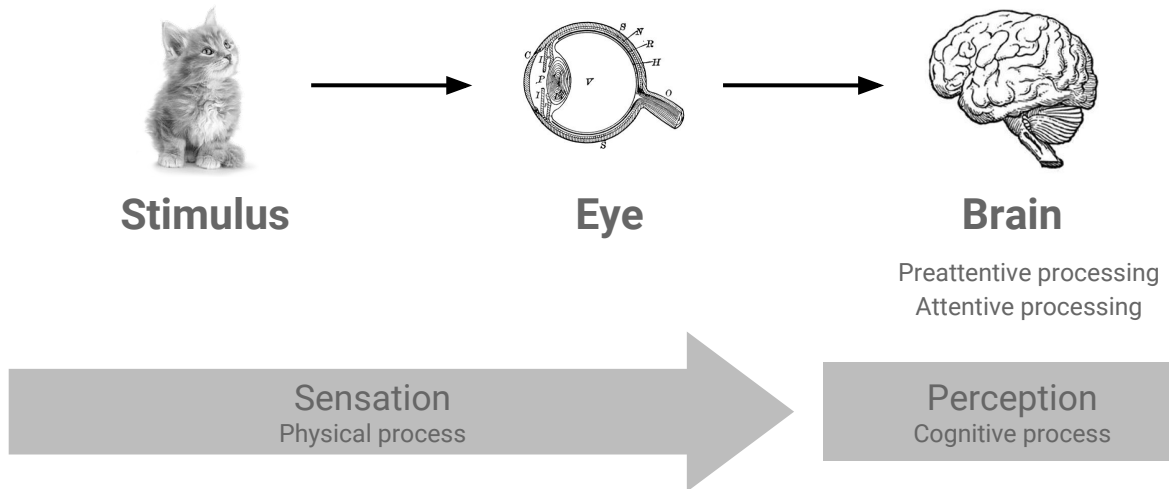 S
N
R
H
C
I
P
I
V
O
S
Stimulus
Eye
Brain
Preattentive processing
Attentive processing
Sensation
Physical process
Perception
Cognitive process